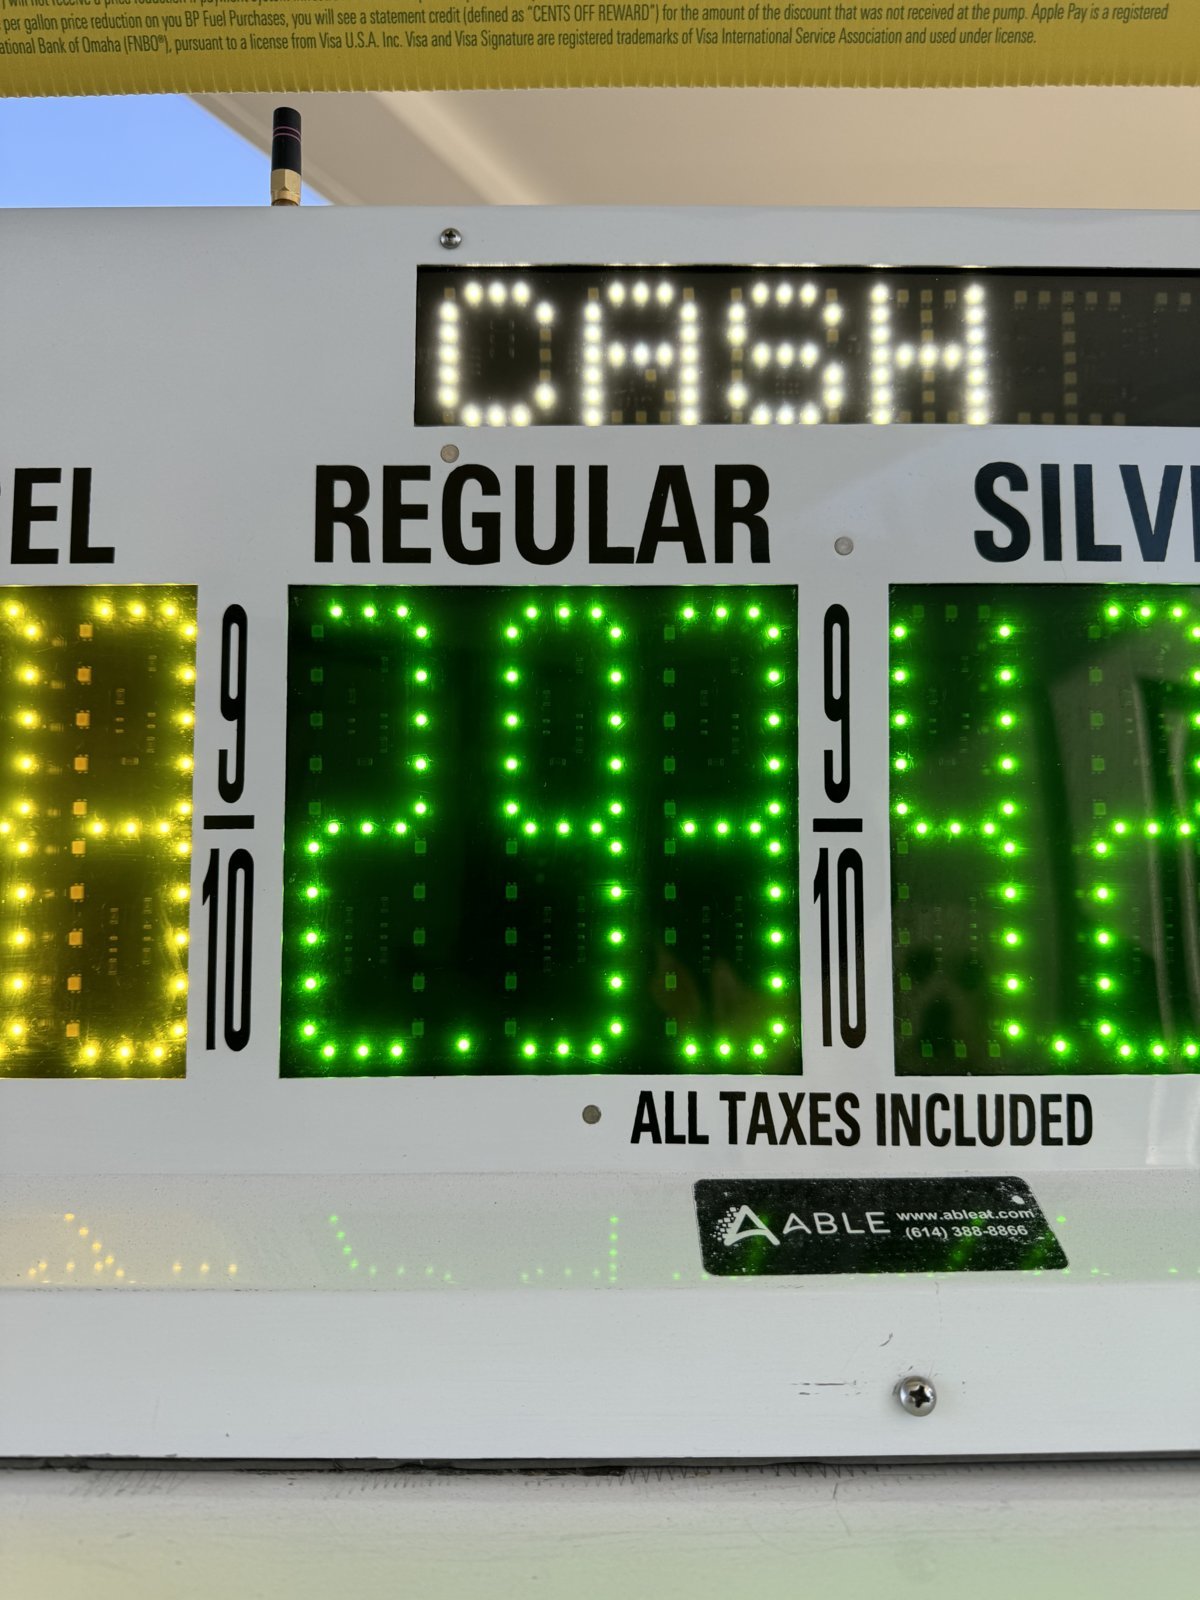 per gallon price reduction on you BP Fuel Purchases, you will see a statement credit (defined as “CENTS OFF REWARD”) for the amount of the discount that was not received at the pump. Apple Pay is a registered
ational Bank of Omaha (FNBO®), pursuant to a license from Visa U.S.A. Inc. Visa and Visa Signature are registered trademarks of Visa International Service Association and used under license.
CASH
EL REGULAR SILV
3 9/10 2.93 9/10 4.
ALL TAXES INCLUDED
ABLE www.ableat.com
(614) 388-8866